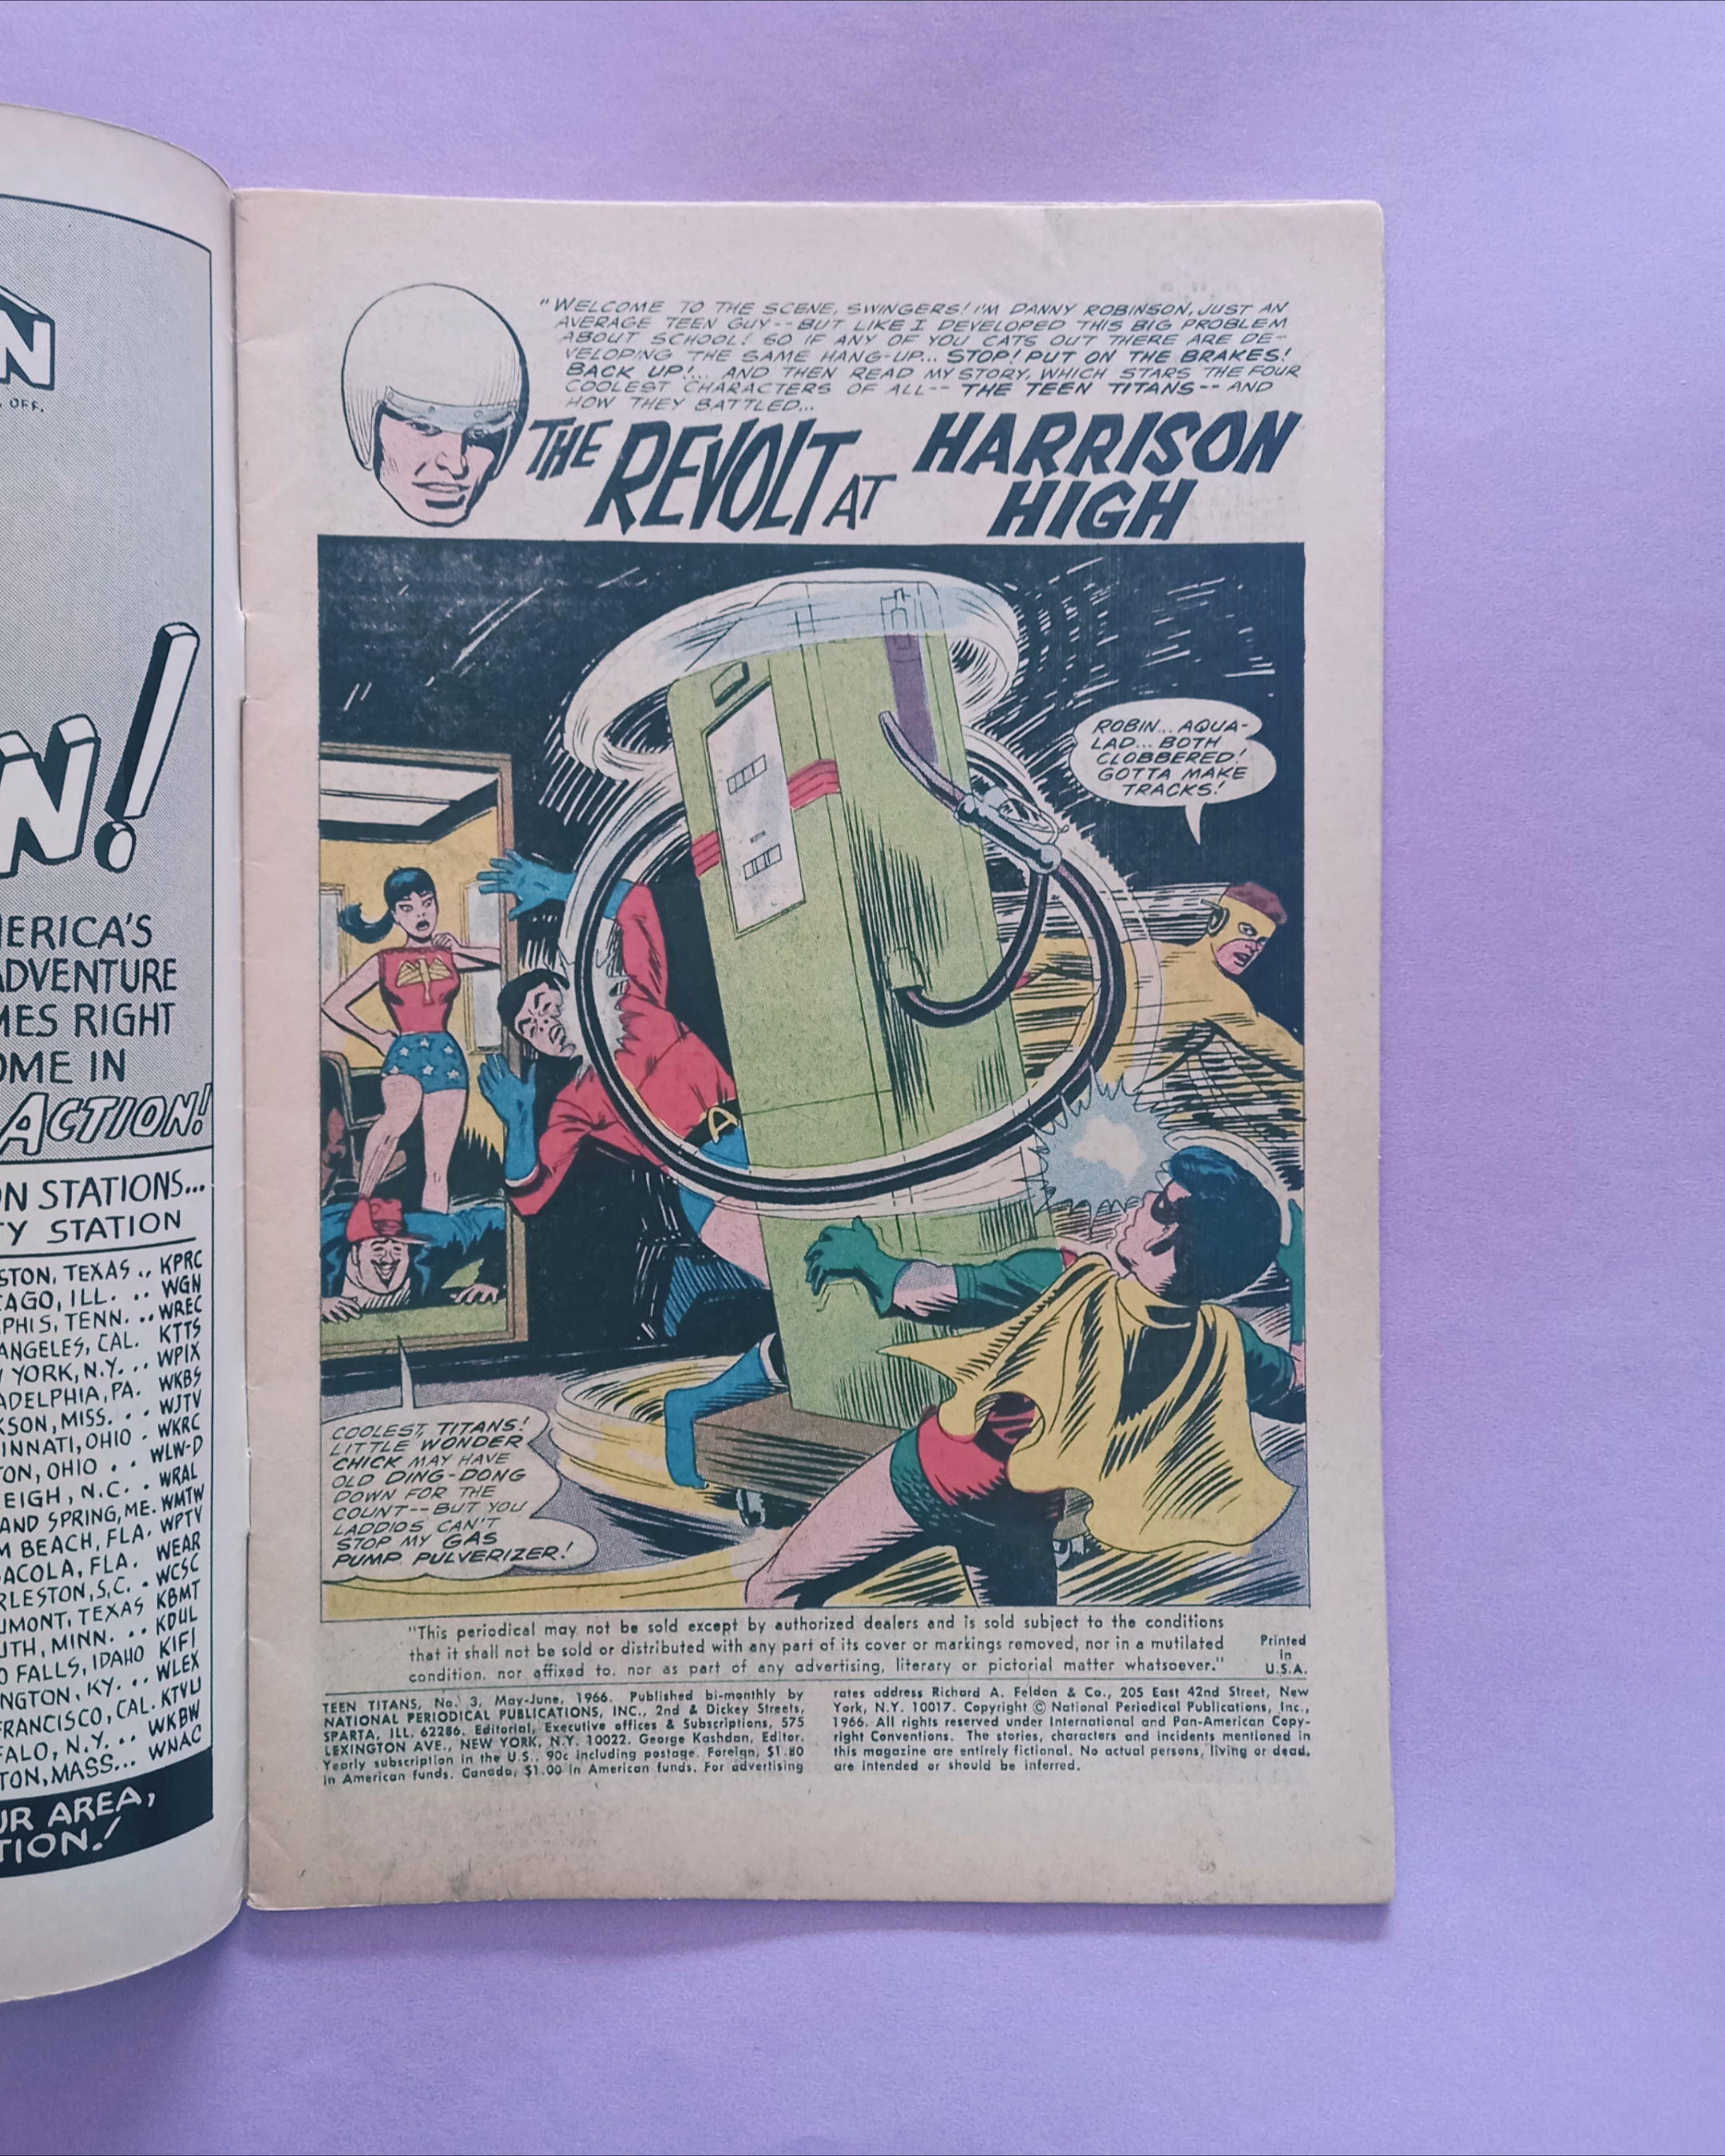 N
OFF.
N!
MERICA'S
ADVENTURE
MES RIGHT
OME IN
ACTION!
ON STATIONS...
TY STATION
STON, TEXAS .. KPRC
CAGO, ILL. .. WGN
PHIS, TENN. .. WREC
ANGELES, CAL. KTTS
YORK, N.Y. .. WPIX
ADELPHIA, PA. WKBS
KSON, MISS. .. WJTV
CINNATI, OHIO . WKRC
TON, OHIO .. WLW-D
EIGH, N.C. .. WRAL
AND SPRING, ME. WMTW
M BEACH, FLA. WPTV
ACOLA, FLA. WEAR
RLESTON, S.C. . WCSC
UMONT, TEXAS KBMT
UTH, MINN. .. KDUL
O FALLS, IDAHO KIFI
NGTON, KY. .. WLEX
FRANCISCO, CAL. KTVU
FALO, N.Y. .. WKBW
TON, MASS... WNAC
UR AREA,
TION!
"WELCOME TO THE SCENE, SWINGERS! I'M DANNY ROBINSON, JUST AN
AVERAGE TEEN GUY--BUT LIKE I DEVELOPED THIS BIG PROBLEM
ABOUT SCHOOL! SO IF ANY OF YOU CATS OUT THERE ARE DE-
VELOPING THE SAME HANG-UP... STOP! PUT ON THE BRAKES!
BACK UP!... AND THEN READ MY STORY, WHICH STARS THE FOUR
COOLEST CHARACTERS OF ALL-- THE TEEN TITANS-- AND
HOW THEY BATTLED...
THE REVOLT AT HARRISON
HIGH
ROBIN... AQUA-
LAD... BOTH
CLOBBERED!
GOTTA MAKE
TRACKS!
A
COOLEST, TITANS!
LITTLE WONDER
CHICK MAY HAVE
OLD DING-DONG
DOWN FOR THE
COUNT--BUT YOU
LADDIOS CAN'T
STOP MY GAS
PUMP PULVERIZER!
"This periodical may not be sold except by authorized dealers and is sold subject to the conditions
that it shall not be sold or distributed with any part of its cover or markings removed, nor in a mutilated
condition, nor affixed to, nor as part of any advertising, literary or pictorial matter whatsoever."
Printed
in
U.S.A.
TEEN TITANS, No. 3, May-June, 1966. Published bi-monthly by
NATIONAL PERIODICAL PUBLICATIONS, INC., 2nd & Dickey Streets,
SPARTA, ILL. 62286. Editorial, Executive offices & Subscriptions, 575
LEXINGTON AVE., NEW YORK, N.Y. 10022. George Kashdan, Editor.
Yearly subscription in the U.S., 90c including postage. Foreign, $1.80
in American funds. Canada, $1.00 in American funds. For advertising
rates address Richard A. Feldon & Co., 205 East 42nd Street, New
York, N.Y. 10017. Copyright © National Periodical Publications, Inc.,
1966. All rights reserved under International and Pan-American Copy-
right Conventions. The stories, characters and incidents mentioned in
this magazine are entirely fictional. No actual persons, living or dead,
are intended or should be inferred.